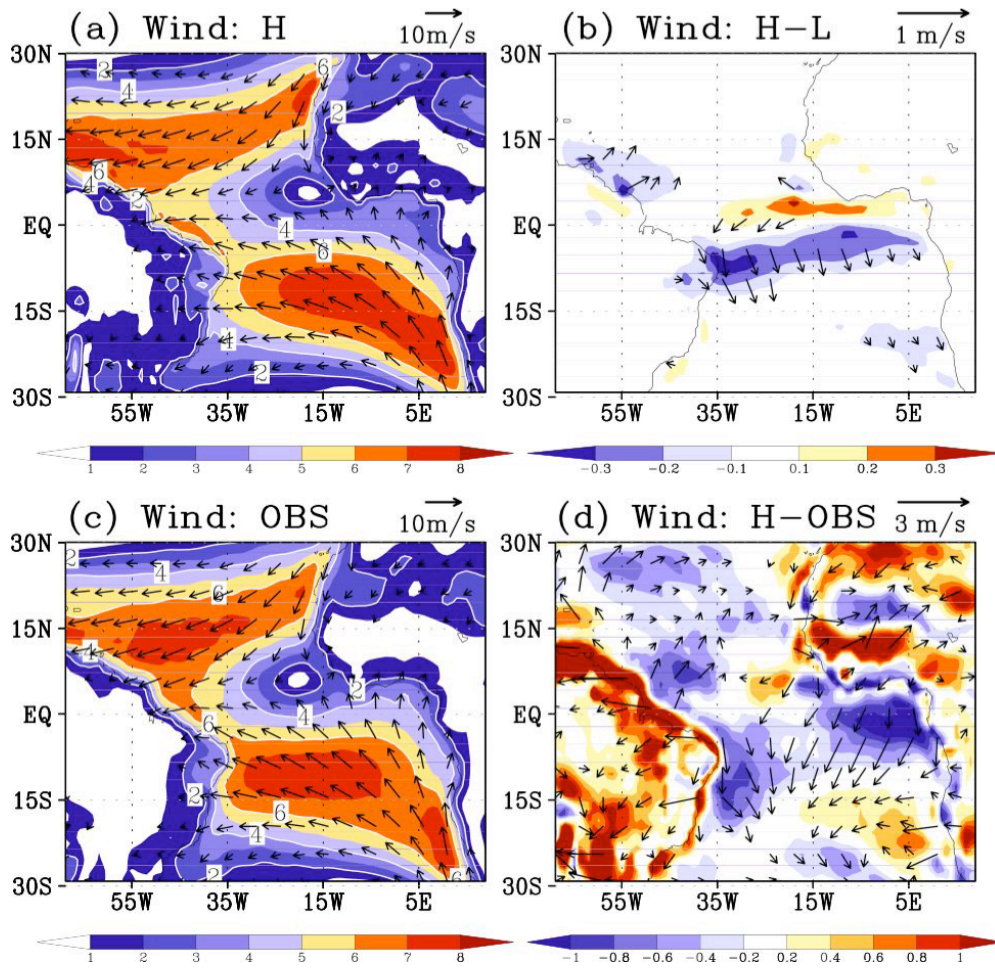 (a) Wind: H
10m/s
30N
15N
EQ
15S
30S
55W 35W 15W 5E
2
4
6
2
6
4
2
4
6
4
2
1 2 3 4 5 6 7 8
(b) Wind: H-L
1 m/s
30N
15N
EQ
15S
30S
55W 35W 15W 5E
-0.3 -0.2 -0.1 0.1 0.2 0.3
(c) Wind: OBS
10m/s
30N
15N
EQ
15S
30S
55W 35W 15W 5E
2
4
6
4
2
4
6
6
2
4
2
6
1 2 3 4 5 6 7 8
(d) Wind: H-OBS
3 m/s
30N
15N
EQ
15S
30S
55W 35W 15W 5E
-1 -0.8 -0.6 -0.4 -0.2 0.2 0.4 0.6 0.8 1